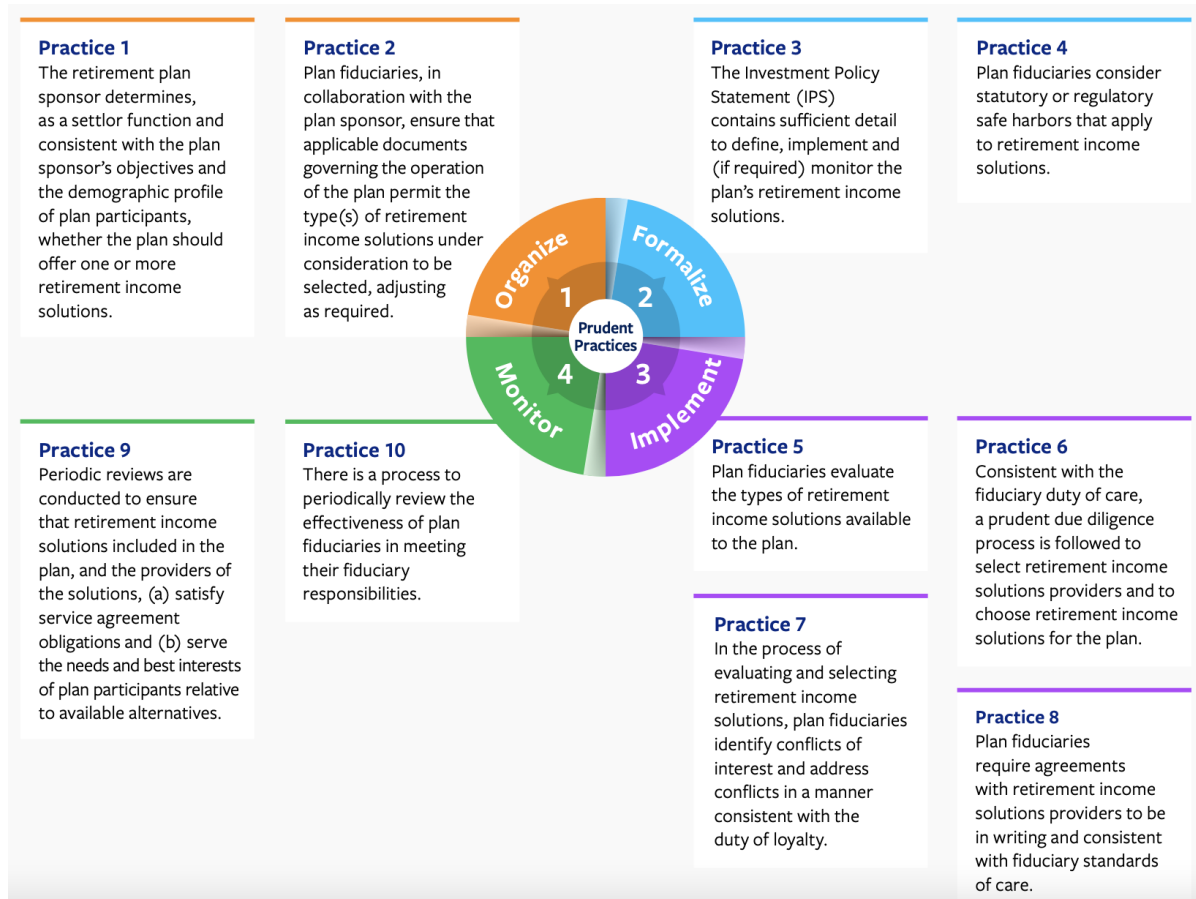 Practice 1
The retirement plan
sponsor determines,
as a settlor function and
consistent with the plan
sponsor's objectives and
the demographic profile
of plan participants,
whether the plan should
offer one or more
retirement income
solutions.
Practice 2
Plan fiduciaries, in
collaboration with the
plan sponsor, ensure that
applicable documents
governing the operation
of the plan permit the
type(s) of retirement
income solutions under
consideration to be
selected, adjusting
as required.
Practice 3
The Investment Policy
Statement (IPS)
contains sufficient detail
to define, implement and
(if required) monitor the
plan's retirement income
solutions.
Practice 4
Plan fiduciaries consider
statutory or regulatory
safe harbors that apply
to retirement income
solutions.
Organize
1
Formalize
2
Prudent
Practices
Monitor
4
Implement
3
Practice 5
Plan fiduciaries evaluate
the types of retirement
income solutions available
to the plan.
Practice 6
Consistent with the
fiduciary duty of care,
a prudent due diligence
process is followed to
select retirement income
solutions providers and to
choose retirement income
solutions for the plan.
Practice 7
In the process of
evaluating and selecting
retirement income
solutions, plan fiduciaries
identify conflicts of
interest and address
conflicts in a manner
consistent with the
duty of loyalty.
Practice 8
Plan fiduciaries
require agreements
with retirement income
solutions providers to be
in writing and consistent
with fiduciary standards
of care.
Practice 9
Periodic reviews are
conducted to ensure
that retirement income
solutions included in the
plan, and the providers of
the solutions, (a) satisfy
service agreement
obligations and (b) serve
the needs and best interests
of plan participants relative
to available alternatives.
Practice 10
There is a process to
periodically review the
effectiveness of plan
fiduciaries in meeting
their fiduciary
responsibilities.